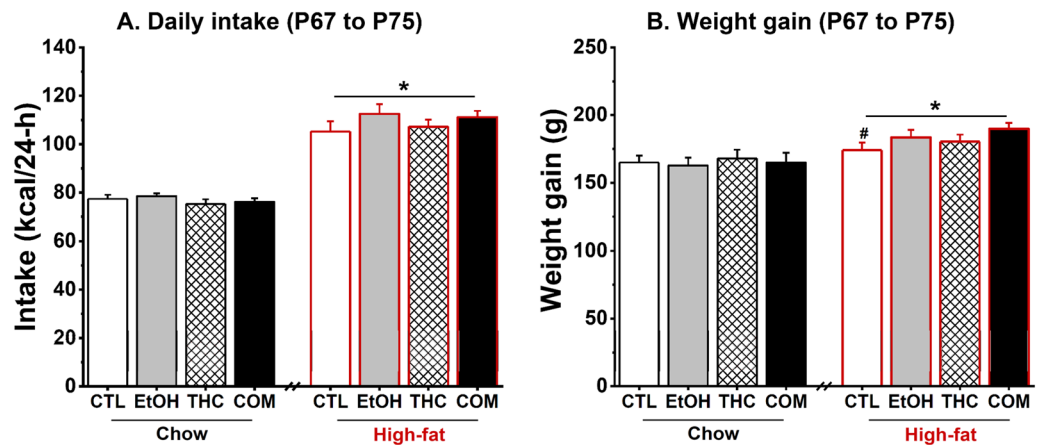 A. Daily intake (P67 to P75)
Intake (kcal/24-h)
140
120
100
80
60
40
20
0
*
CTL EtOH THC COM CTL EtOH THC COM
Chow High-fat
B. Weight gain (P67 to P75)
Weight gain (g)
250
200
150
100
50
0
#
*
CTL EtOH THC COM CTL EtOH THC COM
Chow High-fat